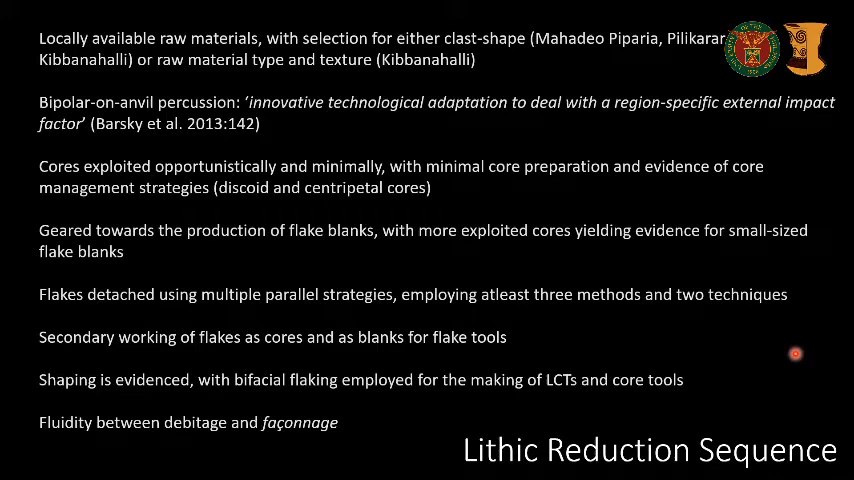 Locally available raw materials, with selection for either clast-shape (Mahadeo Piparia, Pilikarar,
Kibbanahalli) or raw material type and texture (Kibbanahalli)
Bipolar-on-anvil percussion: ‘innovative technological adaptation to deal with a region-specific external impact
factor’ (Barsky et al. 2013:142)
Cores exploited opportunistically and minimally, with minimal core preparation and evidence of core
management strategies (discoid and centripetal cores)
Geared towards the production of flake blanks, with more exploited cores yielding evidence for small-sized
flake blanks
Flakes detached using multiple parallel strategies, employing atleast three methods and two techniques
Secondary working of flakes as cores and as blanks for flake tools
Shaping is evidenced, with bifacial flaking employed for the making of LCTs and core tools
Fluidity between debitage and façonnage
Lithic Reduction Sequence